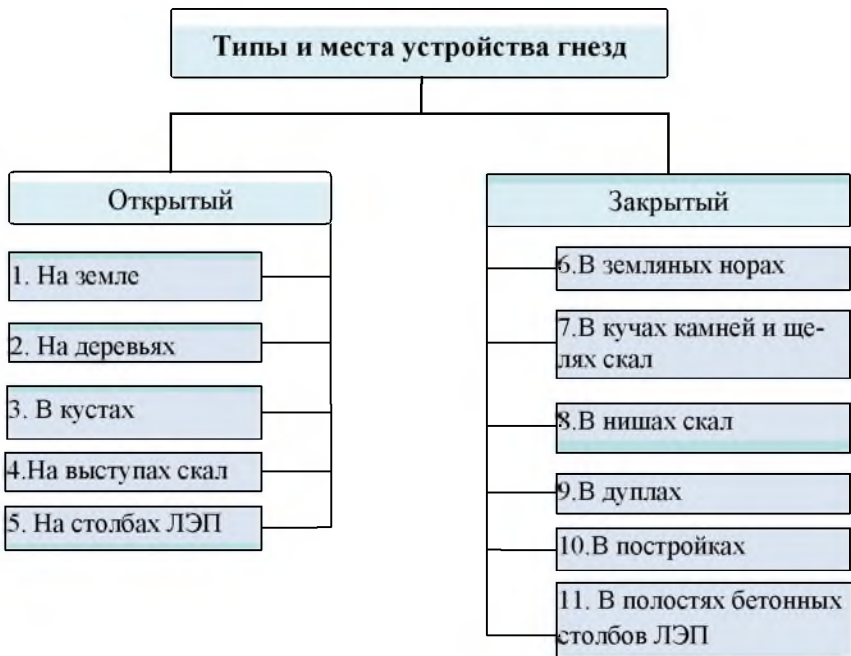 Типы и места устройства гнезд
Открытый
1. На земле
2. На деревьях
3. В кустах
4.На выступах скал
5. На столбах ЛЭП
Закрытый
6.В земляных норах
7.В кучах камней и ще-
лях скал
8.В нишах скал
9.В дуплах
10.В постройках
11. В полостях бетонных
столбов ЛЭП